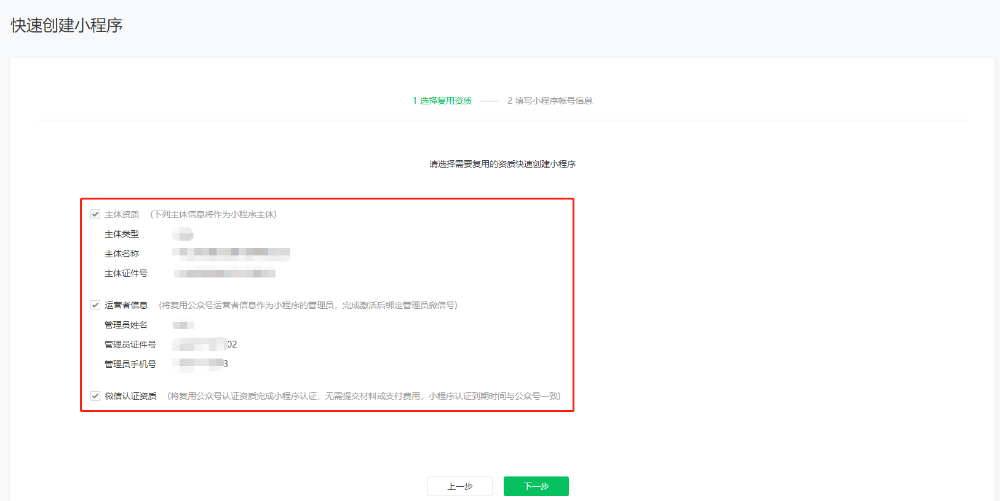 快速创建小程序
1 选择复用资质 2 填写小程序帐号信息
请选择需要复用的资质快速创建小程序
主体资质 (下列主体信息将作为小程序主体)
主体类型
主体名称
主体证件号
运营者信息 (将复用公众号运营者信息作为小程序的管理员，完成激活后绑定管理员微信号)
管理员姓名
管理员证件号 02
管理员手机号 3
微信认证资质 (将复用公众号认证资质完成小程序认证，无需提交材料或支付费用，小程序认证到期时间与公众号一致)
上一步 下一步